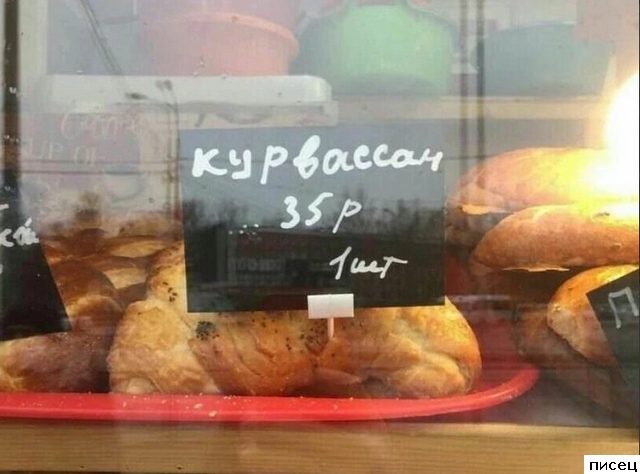 курвассан
35р
1шт
писец